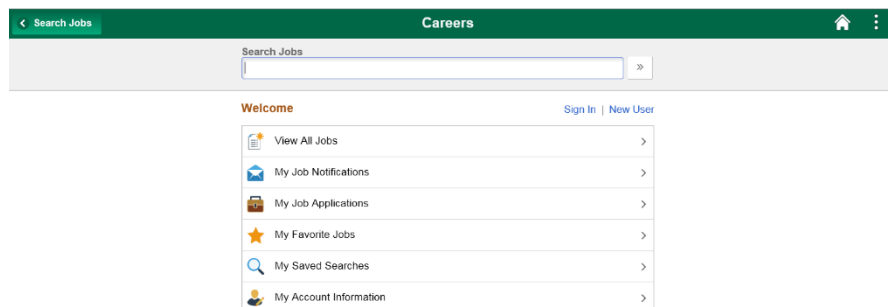 Search Jobs
Careers
Search Jobs
»
Welcome
Sign In | New User
View All Jobs
My Job Notifications
My Job Applications
My Favorite Jobs
My Saved Searches
My Account Information